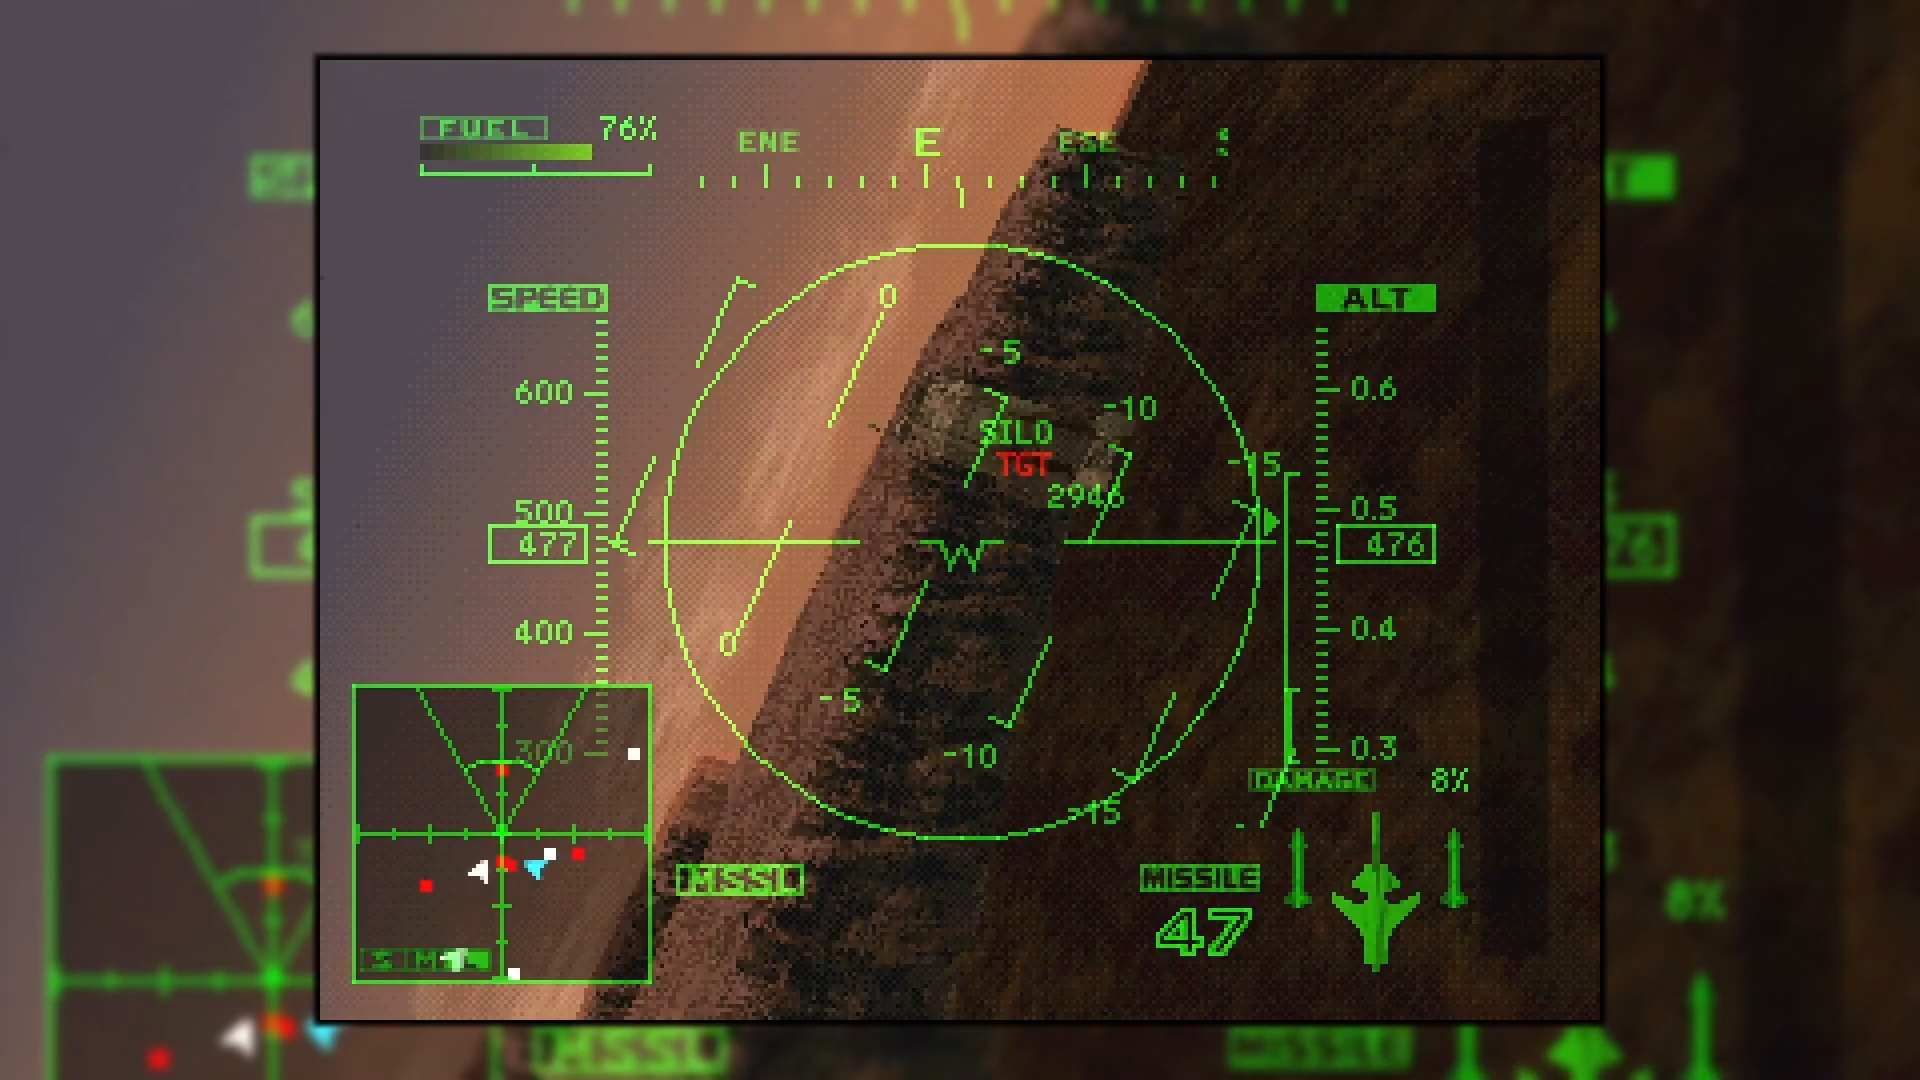 FUEL 76%
ENE E ESE
SPEED
ALT
0
-5
-10
-15
SILO
TGT
2946
600
500
477
400
300
0.6
0.5
476
0.4
0.3
0
-5
-10
-15
DAMAGE 8%
MISSILE
47